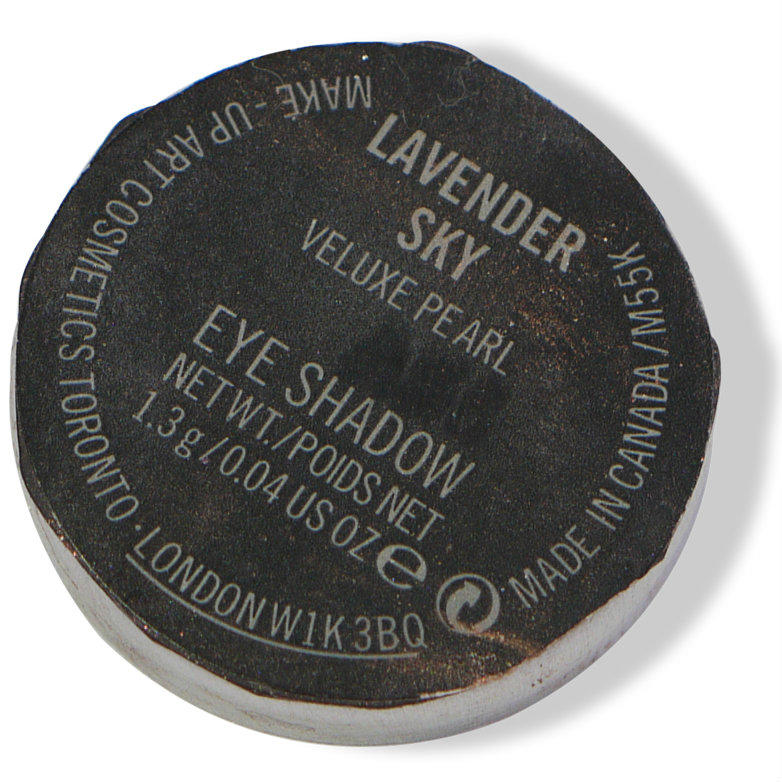 LAVENDER
SKY
VELUXE PEARL
EYE SHADOW
NET WT./POIDS NET
1.3 g / 0.04 US OZ e
MAKE-UP ART COSMETICS TORONTO · LONDON W1K 3BQ
MADE IN CANADA / M55K